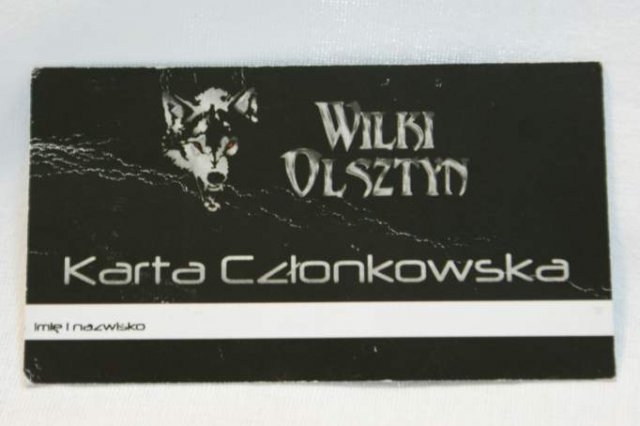 WILKI
OLSZTYN
Karta Członkowska
imię i nazwisko